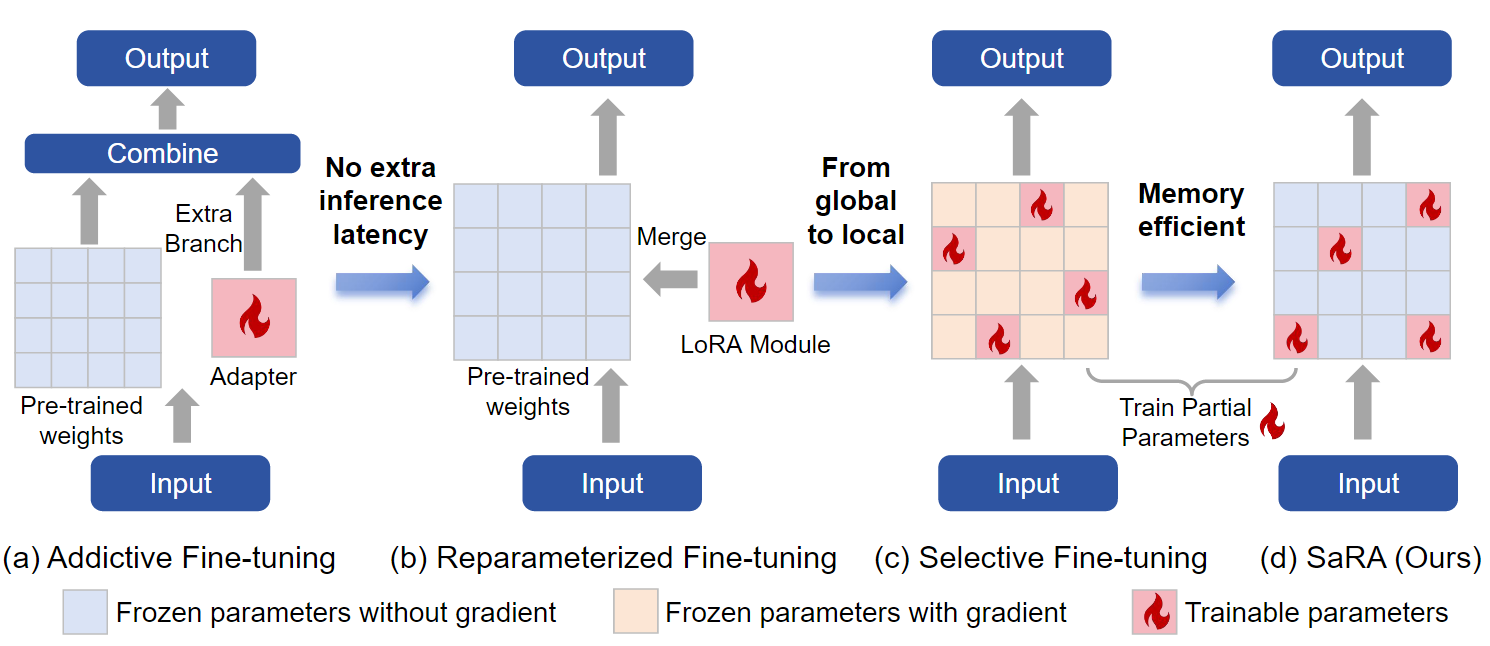 Output
Combine
Extra
Branch
Adapter
Pre-trained
weights
Input
(a) Addictive Fine-tuning
No extra
inference
latency
Output
Merge
LoRA Module
Pre-trained
weights
Input
(b) Reparameterized Fine-tuning
From
global
to local
Output
Input
(c) Selective Fine-tuning
Memory
efficient
Train Partial
Parameters
Output
Input
(d) SaRA (Ours)
Frozen parameters without gradient
Frozen parameters with gradient
Trainable parameters